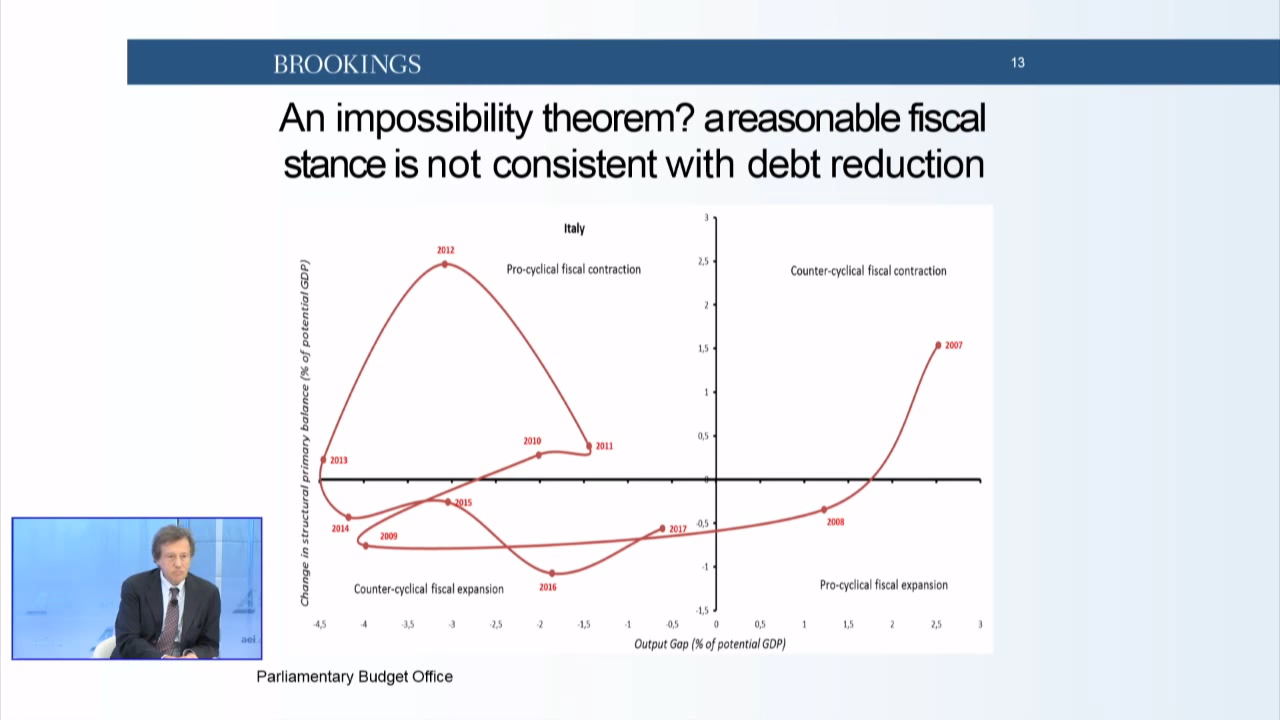 BROOKINGS
13
An impossibility theorem? a reasonable fiscal
stance is not consistent with debt reduction
Italy
Pro-cyclical fiscal contraction
Counter-cyclical fiscal contraction
Counter-cyclical fiscal expansion
Pro-cyclical fiscal expansion
Change in structural primary balance (% of potential GDP)
3
2,5
2
1,5
1
0,5
0
-0,5
-1
-1,5
2012
2007
2010
2011
2013
2015
2014
2009
2017
2008
2016
-4,5 -4 -3,5 -3 -2,5 -2 -1,5 -1 -0,5 0 0,5 1 1,5 2 2,5 3
Output Gap (% of potential GDP)
aei
Parliamentary Budget Office